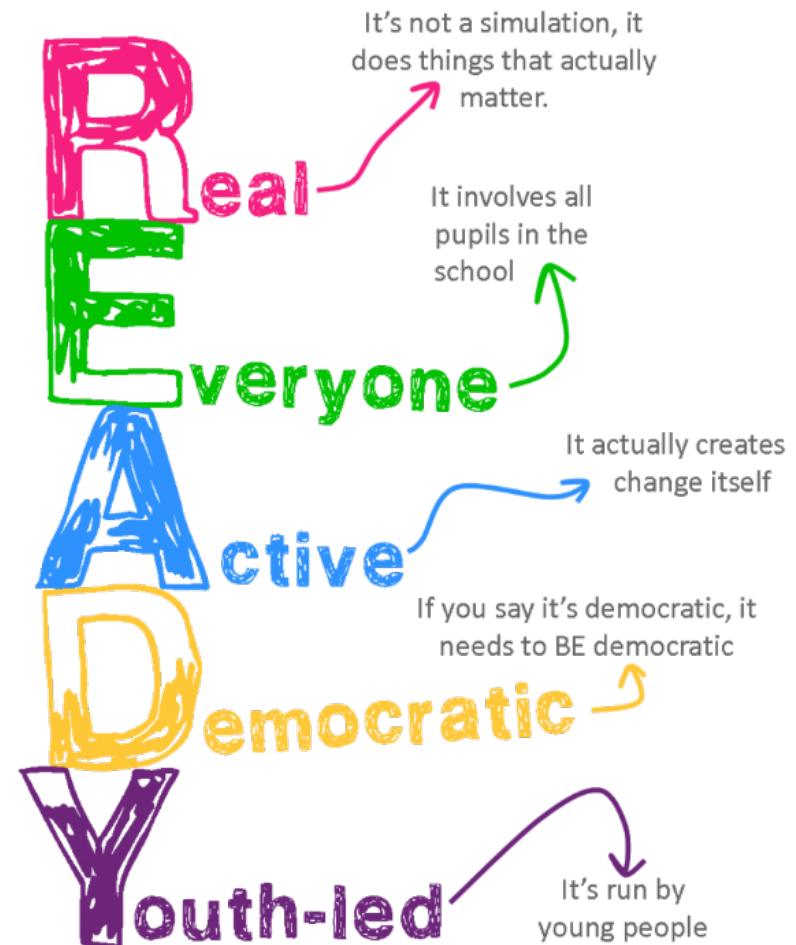 It's not a simulation, it
does things that actually
matter.
Real
It involves all
pupils in the
school
Everyone
It actually creates
change itself
Active
If you say it's democratic, it
needs to BE democratic
Democratic
Youth-led
It's run by
young people